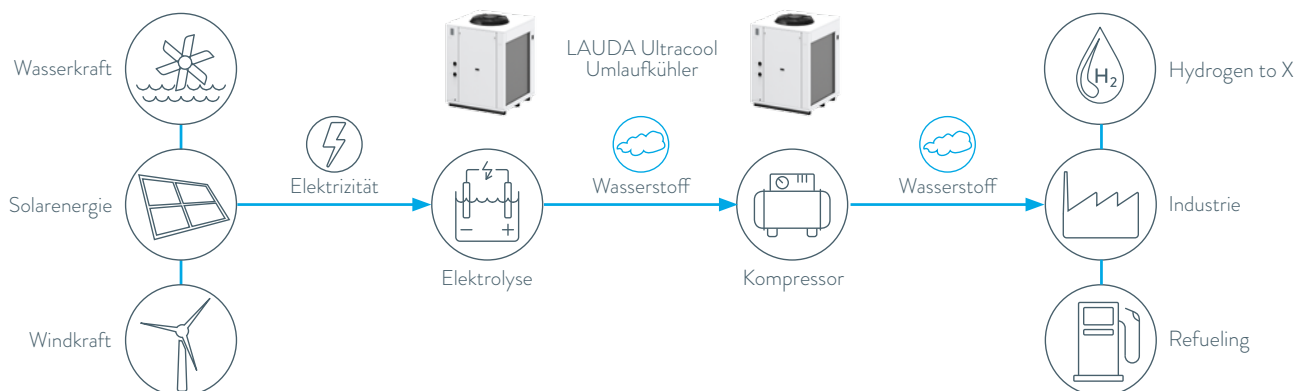 Wasserkraft
LAUDA Ultracool
Umlaufkühler
H₂
Hydrogen to X
Solarenergie
Elektrizität
Wasserstoff
Wasserstoff
Industrie
Elektrolyse
Kompressor
Windkraft
Refueling